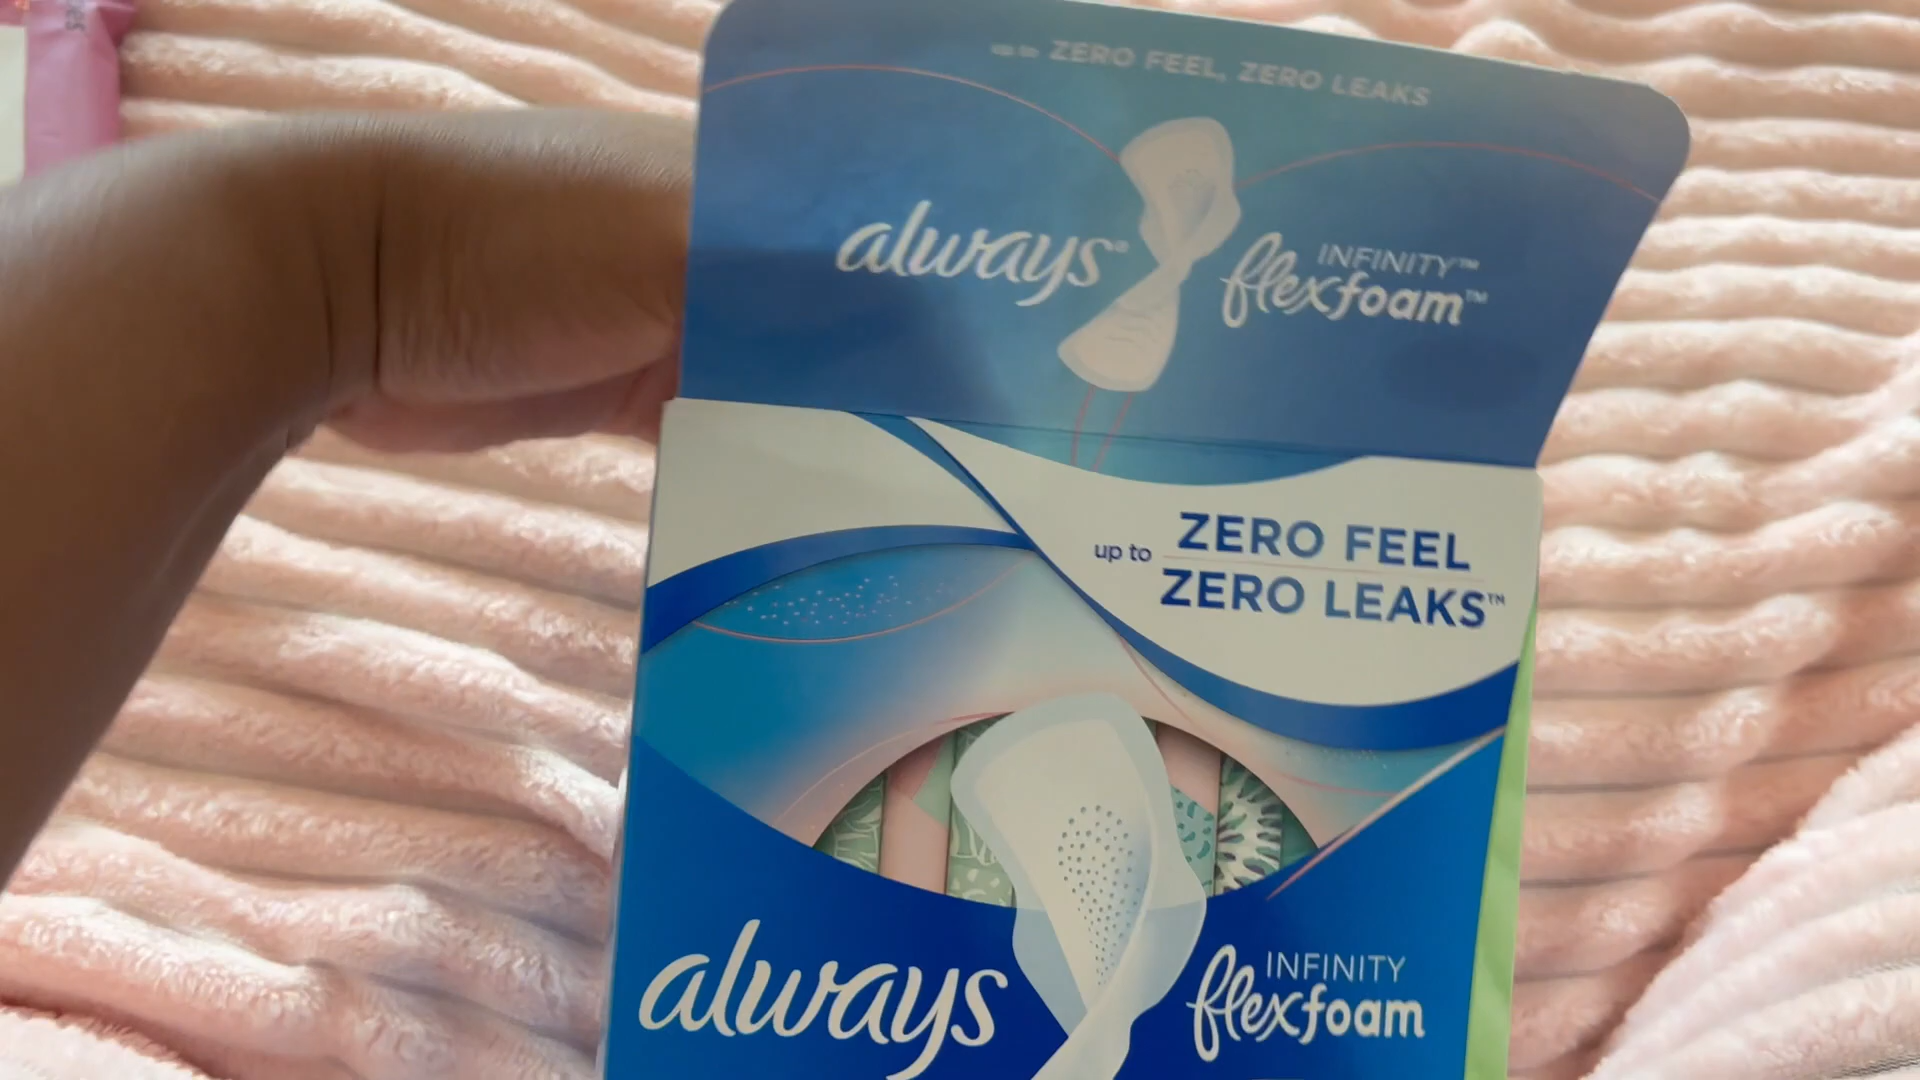 up to ZERO FEEL, ZERO LEAKS
always®
INFINITY™
flexfoam™
up to
ZERO FEEL
ZERO LEAKS™
always
INFINITY
flexfoam